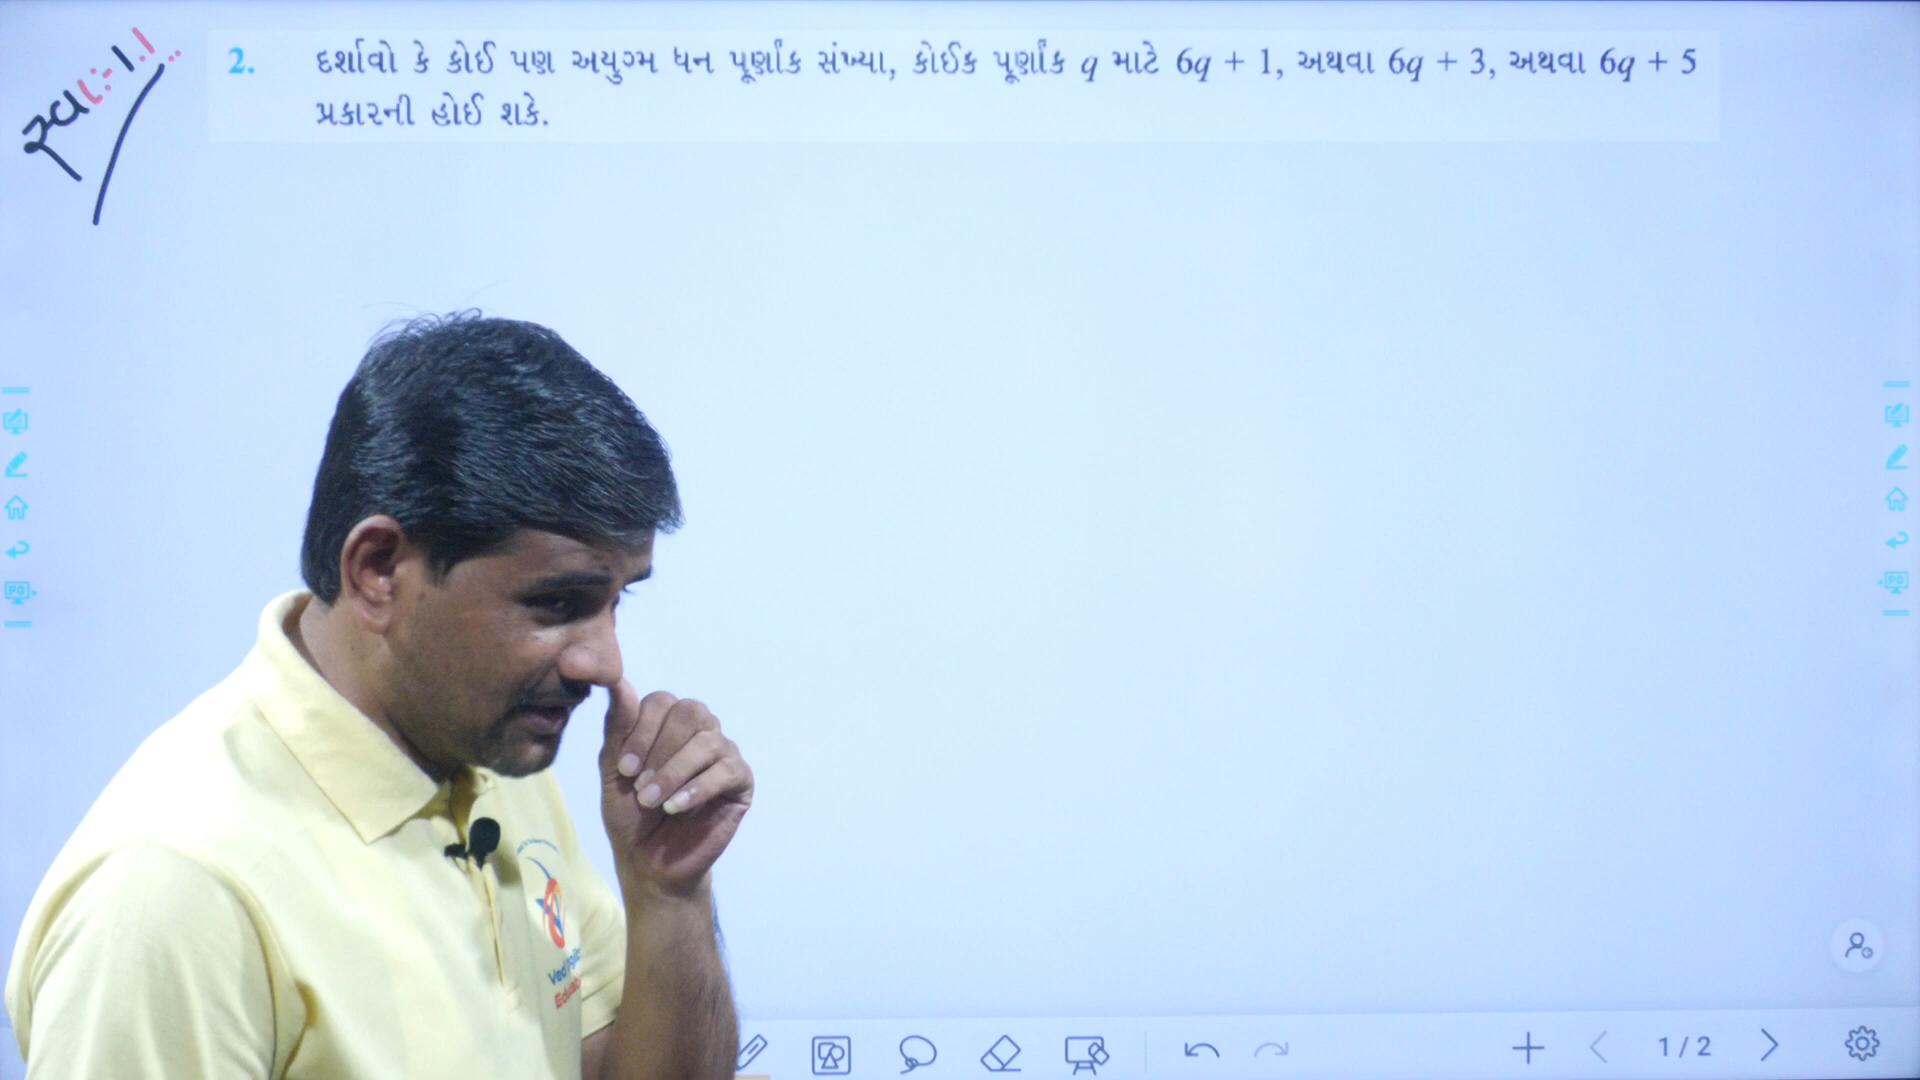 સ્વા:- 1.1
2. દર્શાવો કે કોઈ પણ અયુગ્મ ધન પૂર્ણાંક સંખ્યા, કોઈક પૂર્ણાંક q માટે 6q + 1, અથવા 6q + 3, અથવા 6q + 5
પ્રકારની હોઈ શકે.
1 / 2